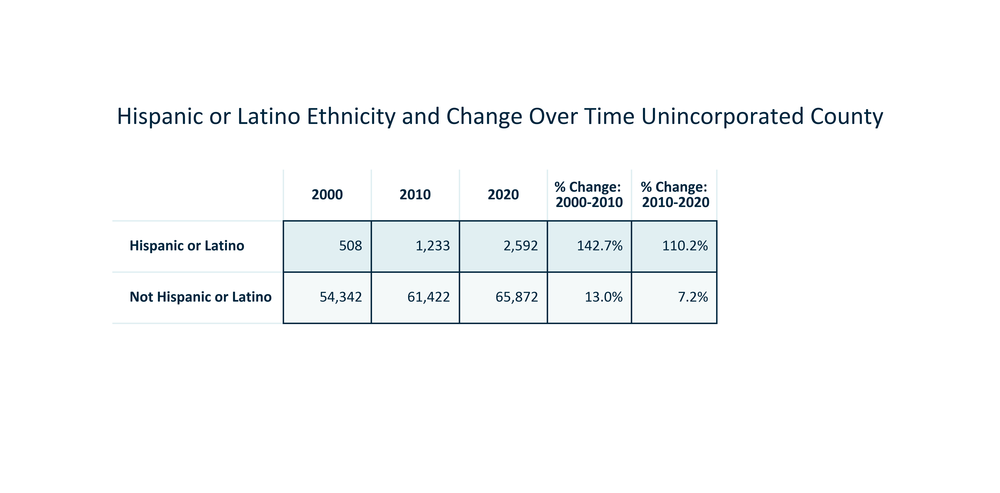 Hispanic or Latino Ethnicity and Change Over Time Unincorporated County
2000 2010 2020 % Change: 2000-2010 % Change: 2010-2020
Hispanic or Latino 508 1,233 2,592 142.7% 110.2%
Not Hispanic or Latino 54,342 61,422 65,872 13.0% 7.2%